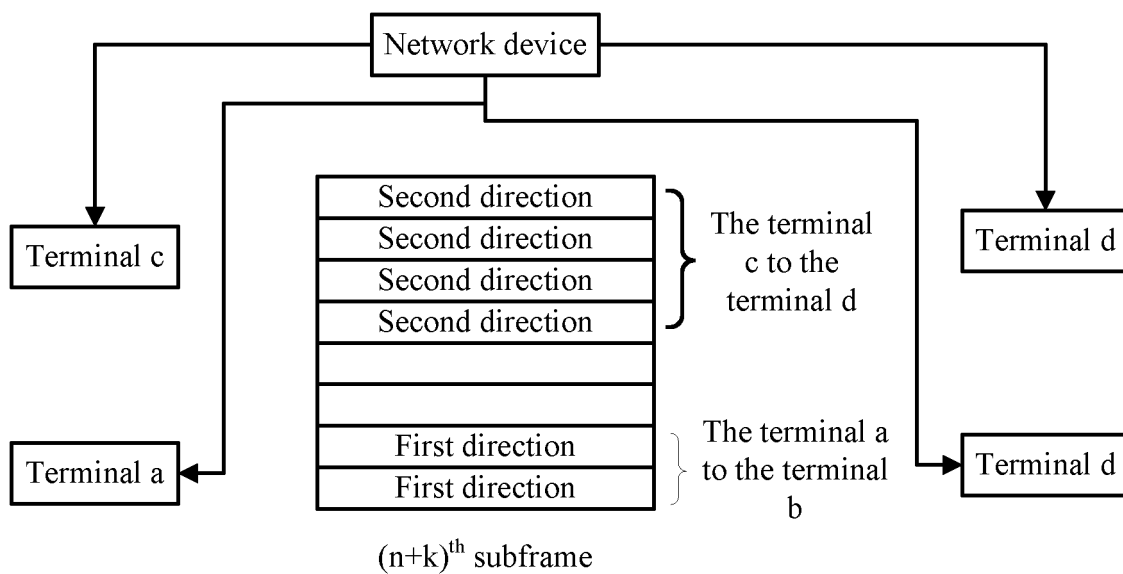 Network device
Second direction
Second direction
Second direction
Second direction
The terminal
c to the
terminal d
Terminal c
Terminal d
First direction
First direction
The terminal a
to the terminal
b
Terminal a
Terminal d
(n+k)th subframe